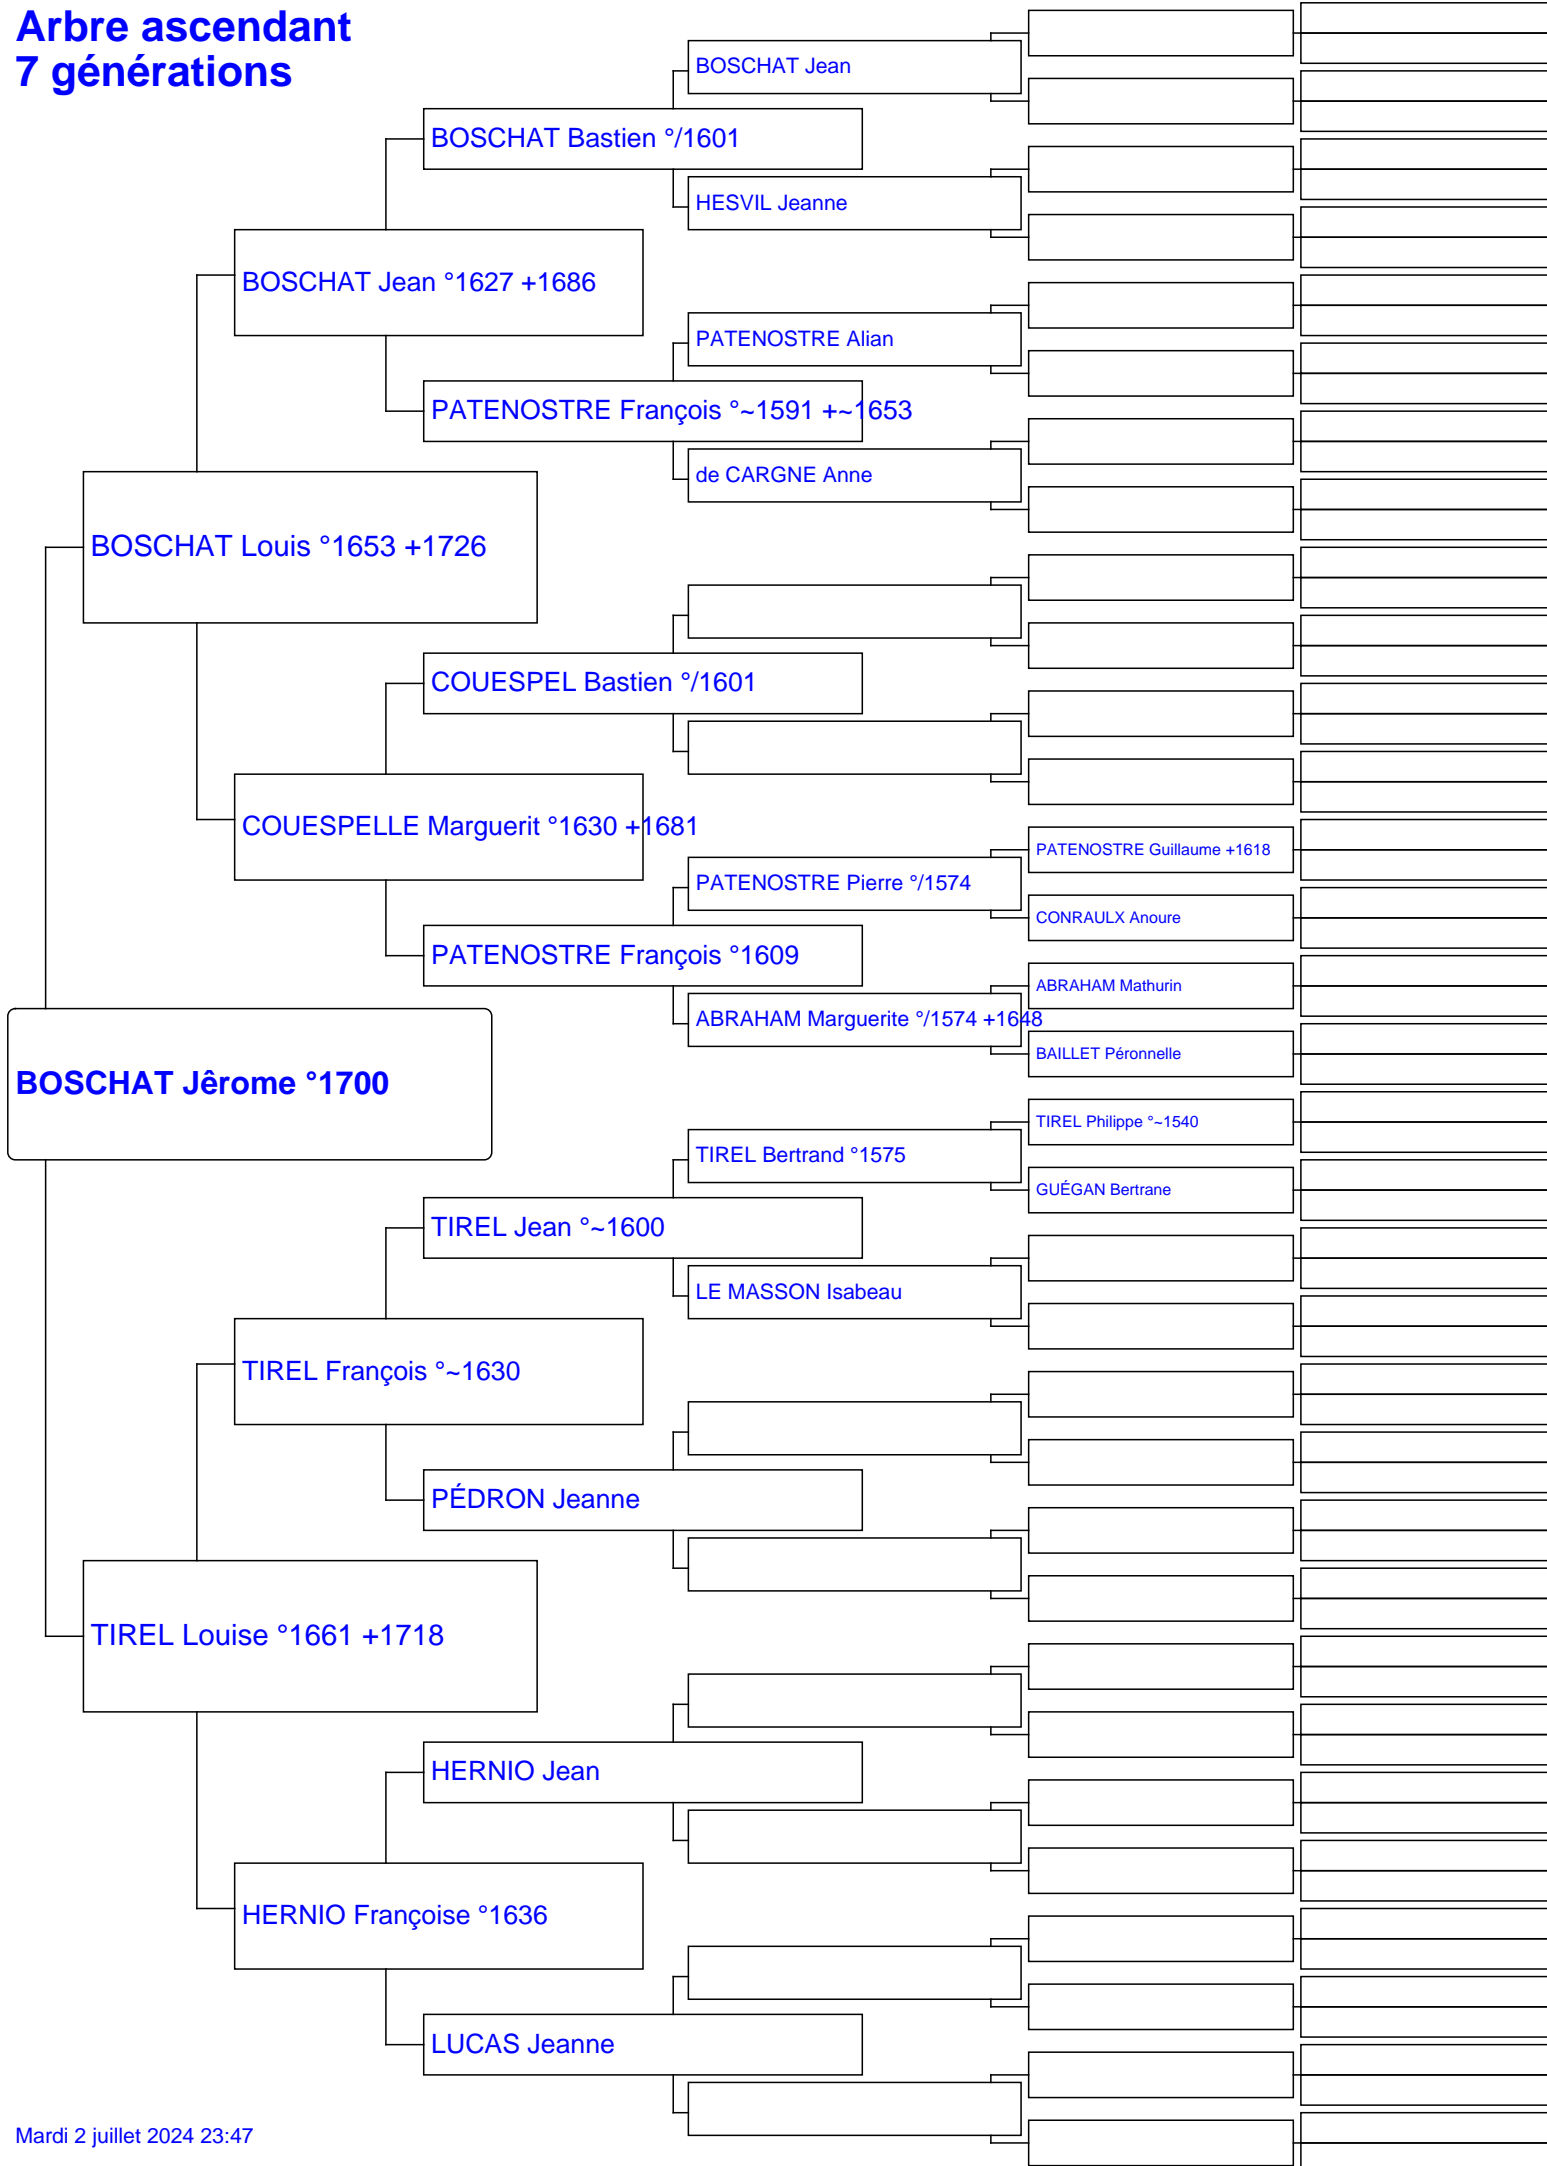 Arbre ascendant
7 générations
BOSCHAT Jean
BOSCHAT Bastien °/1601
HESVIL Jeanne
BOSCHAT Jean °1627 +1686
PATENOSTRE Alian
PATENOSTRE François °~1591 +~1653
de CARGNE Anne
BOSCHAT Louis °1653 +1726
COUESPEL Bastien °/1601
COUESPELLE Marguerit °1630 +1681
PATENOSTRE Guillaume +1618
PATENOSTRE Pierre °/1574
CONRAULX Anoure
PATENOSTRE François °1609
ABRAHAM Mathurin
ABRAHAM Marguerite °/1574 +1648
BAILLET Péronnelle
BOSCHAT Jêrome °1700
TIREL Philippe °~1540
TIREL Bertrand °1575
GUÉGAN Bertrane
TIREL Jean °~1600
LE MASSON Isabeau
TIREL François °~1630
PÉDRON Jeanne
TIREL Louise °1661 +1718
HERNIO Jean
HERNIO Françoise °1636
LUCAS Jeanne
Mardi 2 juillet 2024 23:47